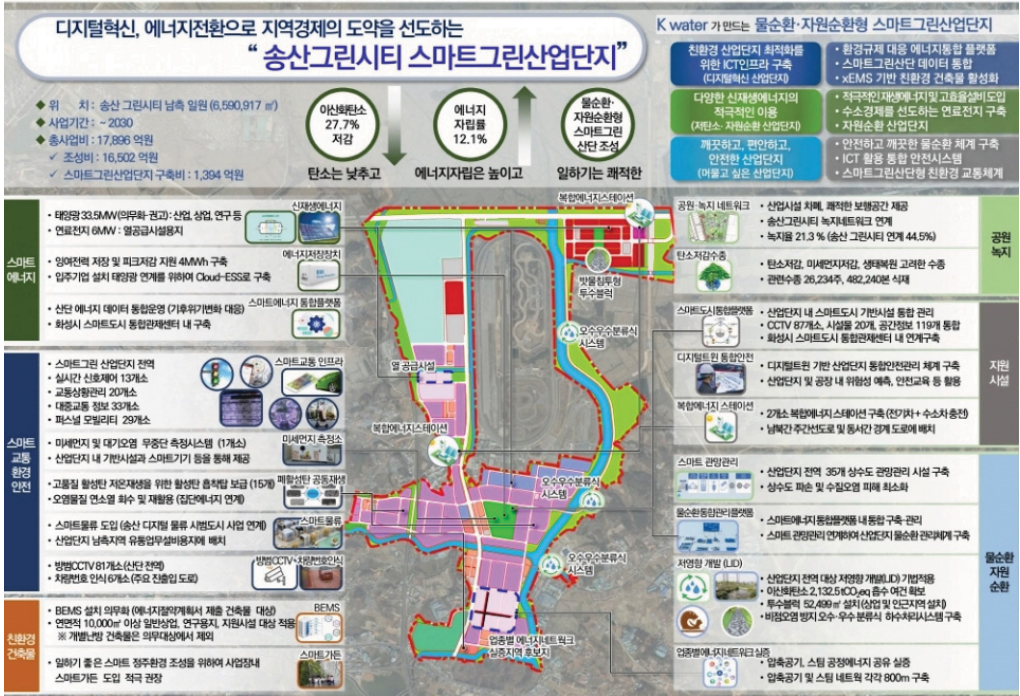 디지털혁신, 에너지전환으로 지역경제의 도약을 선도하는
“ 송산그린시티 스마트그린산업단지”
◆ 위 치 : 송산 그린시티 남측 일원 (6,590,917 ㎡)
◆ 사업기간 : ~ 2030
◆ 총사업비 : 17,896 억원
✓ 조성비 : 16,502 억원
✓ 스마트그린산업단지 구축비 : 1,394 억원
이산화탄소
27.7%
저감
탄소는 낮추고
에너지
자립률
12.1%
에너지자립은 높이고
물순환·
자원순환형
스마트그린
산단 조성
일하기는 쾌적한
K water 가 만드는 물순환·자원순환형 스마트그린산업단지
친환경 산업단지 최적화를
위한 ICT인프라 구축
(디지털혁신 산업단지)
• 환경규제 대응 에너지통합 플랫폼
• 스마트그린산단 데이터 통합
• xEMS 기반 친환경 건축물 활성화
다양한 신재생에너지의
적극적인 이용
(저탄소·자원순환 산업단지)
• 적극적인 재생에너지 및 고효율설비 도입
• 수소경제를 선도하는 연료전지 구축
• 자원순환 산업단지
깨끗하고, 편안하고,
안전한 산업단지
(머물고 싶은 산업단지)
• 안전하고 깨끗한 물순환 체계 구축
• ICT 활용 통합 안전시스템
• 스마트산단형 친환경 교통체계
스마트
에너지
신재생에너지
• 태양광 33.5MW(의무화·권고) : 산업, 상업, 연구 등
• 연료전지 6MW : 열공급시설용지
에너지저장장치
• 잉여전력 저장 및 피크저감 지원 4MWh 구축
• 입주기업 설치 태양광 연계를 위하여 Cloud-ESS로 구축
스마트에너지 통합플랫폼
• 산단 에너지 데이터 통합운영 (기후위기변화 대응)
• 화성시 스마트도시 통합관제센터 내 구축
스마트
교통
환경
안전
스마트교통 인프라
• 스마트그린 산업단지 전역
• 실시간 신호제어 13개소
• 교통상황관리 20개소
• 대중교통 정보 33개소
• 퍼스널 모빌리티 29개소
미세먼지 측정소
• 미세먼지 및 대기오염 무중단 측정시스템 (1개소)
• 산업단지 내 기반시설과 스마트기기 등을 통해 제공
폐활성탄 공동재생
• 고품질 활성탄 저온재생을 위한 활성탄 흡착탑 보급 (15개)
• 오염물질 연소열 회수 및 재활용 (집단에너지 연계)
스마트물류
• 스마트물류 도입 (송산 디지털 물류 시범도시 사업 연계)
• 산업단지 남측지역 유통업무설비용지에 배치
방범CCTV·차량번호인식
• 방범CCTV 81개소(산단 전역)
• 차량번호 인식 6개소 (주요 진출입 도로)
친환경
건축물
BEMS
• BEMS 설치 의무화 (에너지절약계획서 제출 건축물 대상)
• 연면적 10,000㎡ 이상 일반상업, 연구용지, 지원시설 대상 적용
※ 개별난방 건축물은 의무대상에서 제외
스마트가든
• 일하기 좋은 스마트 정주환경 조성을 위하여 사업장내
스마트가든 도입 적극 권장
복합에너지스테이션
빗물침투형
투수블럭
오수우수분류식
시스템
열 공급시설
복합에너지스테이션
오수우수분류식
시스템
오수우수분류식
시스템
업종별 에너지네트워크
실증지역 후보지
공원
녹지
공원·녹지 네트워크
• 산업시설 차폐, 쾌적한 보행공간 제공
• 송산그린시티 녹지네트워크 연계
• 녹지율 21.3 % (송산 그린시티 연계 44.5%)
탄소저감수종
• 탄소저감, 미세먼지저감, 생태복원 고려한 수종
• 관련수종 26,234주, 482,240본 식재
지원
시설
스마트도시통합플랫폼
• 산업단지 내 스마트도시 기반시설 통합 관리
• CCTV 87개소, 시설물 20개, 공간정보 119개 통합
• 화성시 스마트도시 통합관제센터 내 연계구축
디지털트윈 통합안전
• 디지털트윈 기반 산업단지 통합안전관리 체계 구축
• 산업단지 및 공장 내 위험성 예측, 안전교육 등 활용
복합에너지 스테이션
• 2개소 복합에너지 스테이션 구축 (전기차 + 수소차 충전)
• 남북간 주간선도로 및 동서간 경계 도로에 배치
물순환
자원
순환
스마트 관망관리
• 산업단지 전역 35개 상수도 관망관리 시설 구축
• 상수도 파손 및 수질오염 피해 최소화
물순환통합관리플랫폼
• 스마트에너지 통합플랫폼 내 통합 구축·관리
• 스마트 관망관리 연계하여 산업단지 물순환 관리체계 구축
저영향 개발 (LID)
• 산업단지 전역 대상 저영향 개발(LID) 기법적용
• 이산화탄소 2,132.5tCO₂eq 흡수 여건 확보
• 투수블럭 52,499㎡ 설치 (상업 및 인근지역 설치)
• 비점오염 방지 오수·우수 분류식 하수처리시스템 구축
업종별에너지네트워크 실증
• 압축공기, 스팀 공정에너지 공유 실증
• 압축공기 및 스팀 네트웍 각각 800m 구축